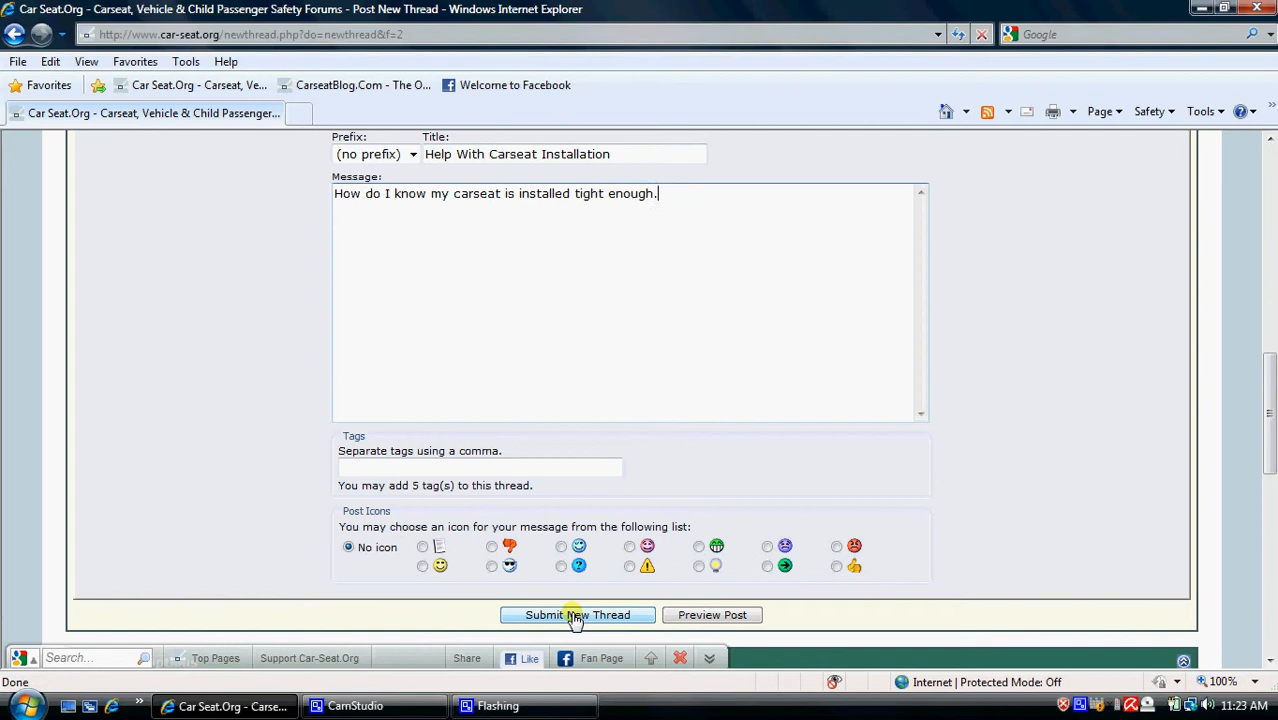 Car Seat.Org - Carseat, Vehicle & Child Passenger Safety Forums - Post New Thread - Windows Internet Explorer
http://www.car-seat.org/newthread.php?do=newthread&f=2
Google
File Edit View Favorites Tools Help
Favorites Car Seat.Org - Carseat, Ve... CarseatBlog.Com - The O... Welcome to Facebook
Car Seat.Org - Carseat, Vehicle & Child Passenger... Page Safety Tools
Prefix: Title:
(no prefix) Help With Carseat Installation
Message:
How do I know my carseat is installed tight enough.
Tags
Separate tags using a comma.
You may add 5 tag(s) to this thread.
Post Icons
You may choose an icon for your message from the following list:
No icon
Submit New Thread Preview Post
Search... Top Pages Support Car-Seat.Org Share Like Fan Page
Done Internet | Protected Mode: Off 100%
Car Seat.Org - Carse... CamStudio Flashing 11:23 AM